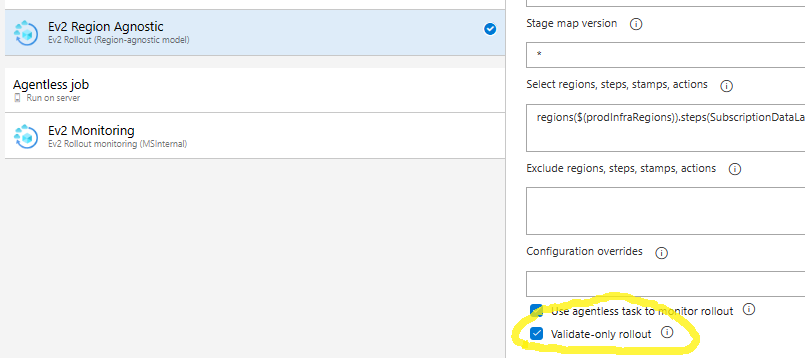 Ev2 Region Agnostic
Ev2 Rollout (Region-agnostic model)
Agentless job
Run on server
Ev2 Monitoring
Ev2 Rollout monitoring (MSInternal)
Stage map version
*
Select regions, steps, stamps, actions
regions($(prodInfraRegions)).steps(SubscriptionDataLa
Exclude regions, steps, stamps, actions
Configuration overrides
Use agentless task to monitor rollout
Validate-only rollout